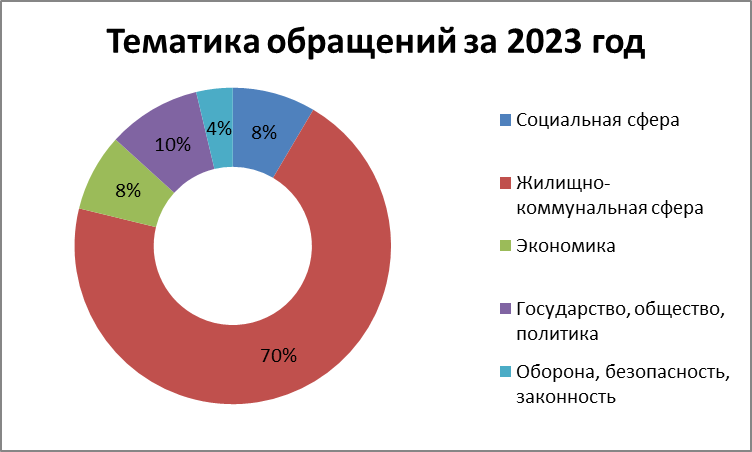 Тематика обращений за 2023 год
4%
8%
10%
8%
70%
Социальная сфера
Жилищно-
коммунальная сфера
Экономика
Государство, общество,
политика
Оборона, безопасность,
законность